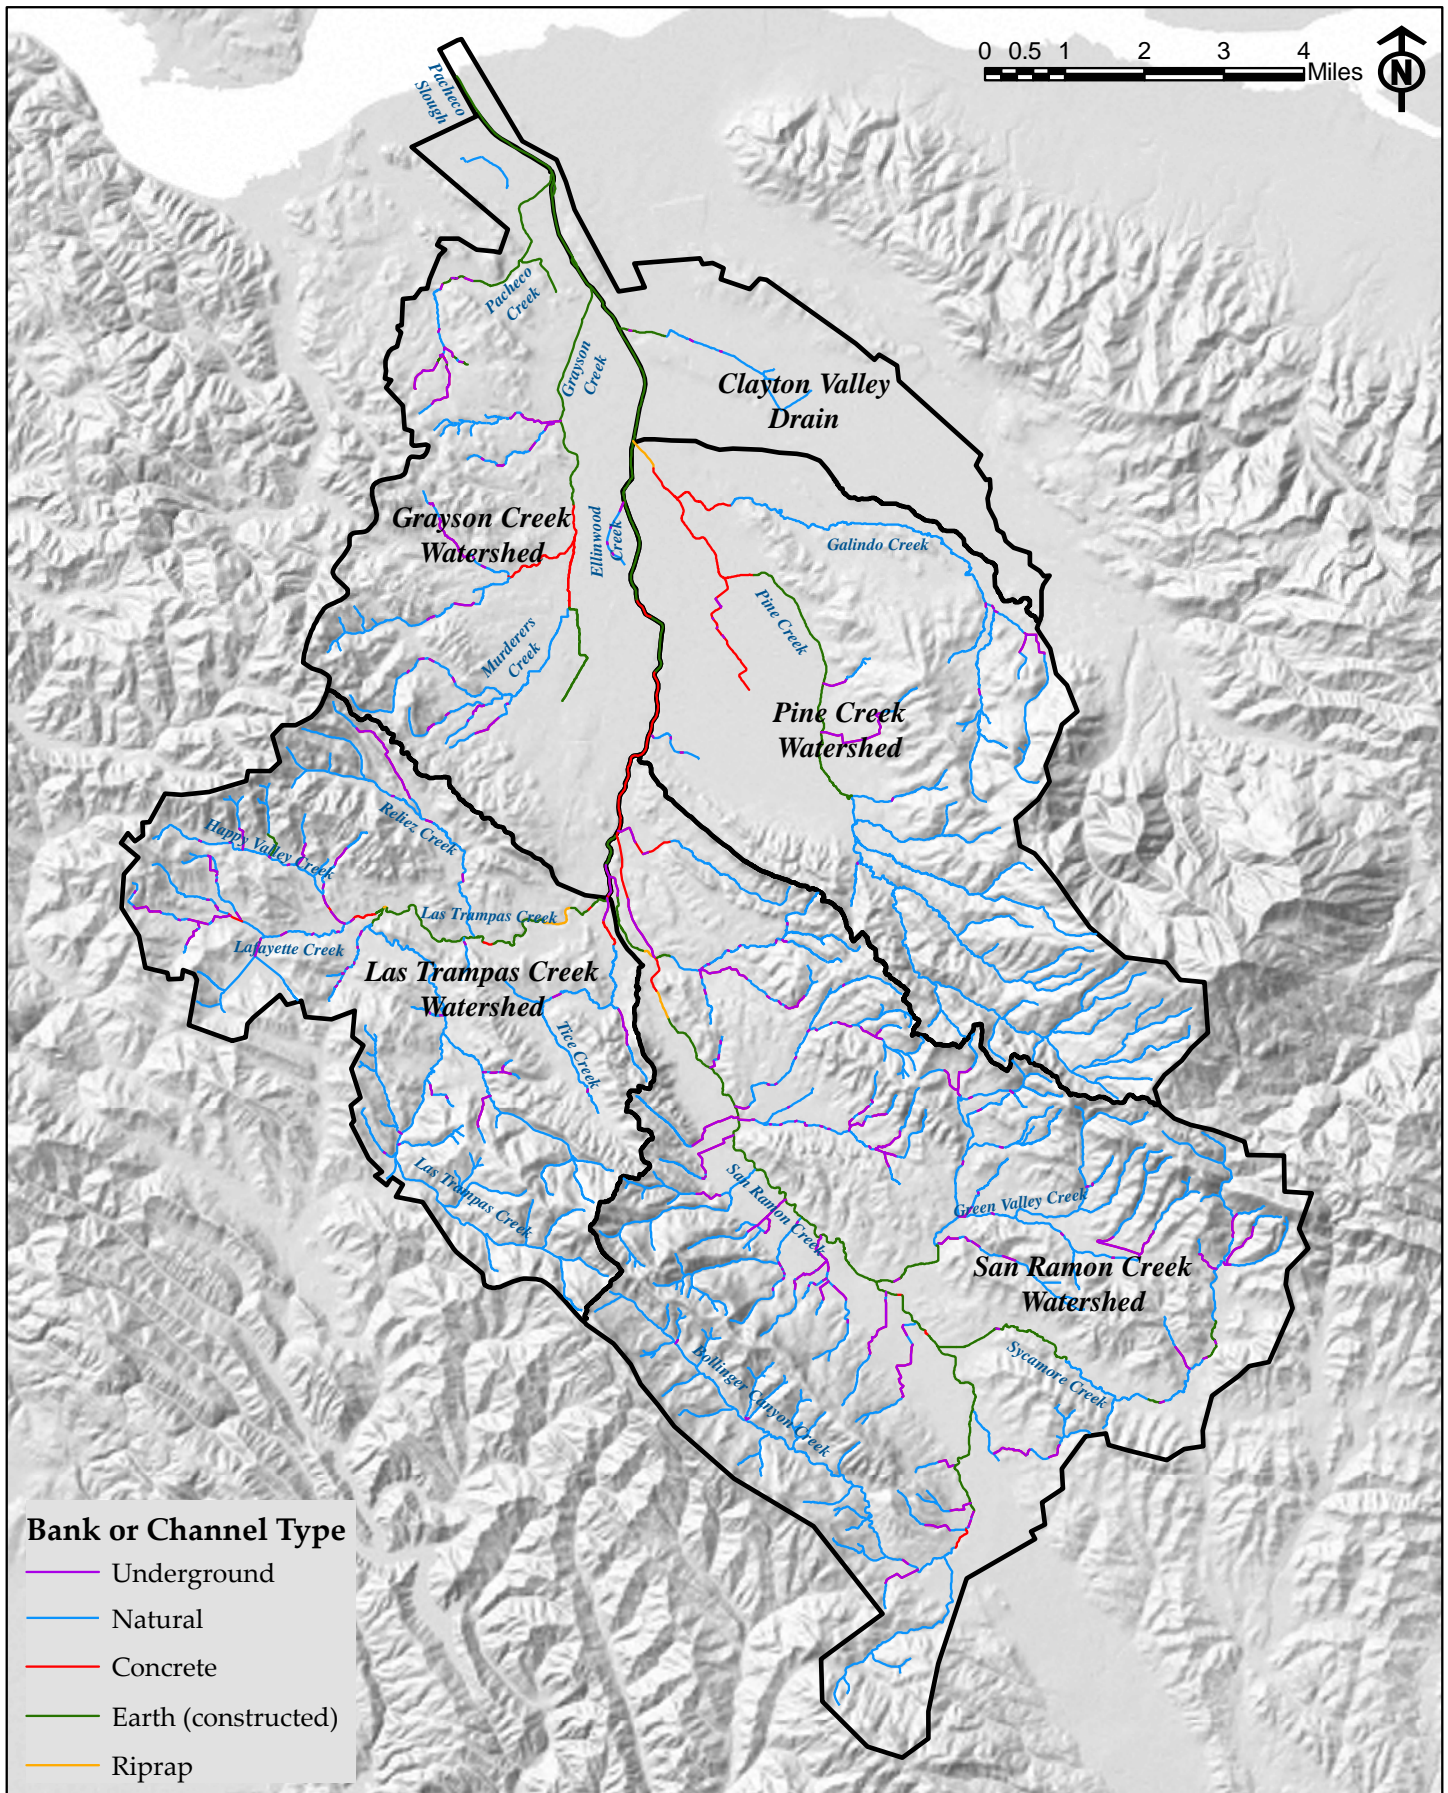 0 0.5 1 2 3 4
Miles
N
Pacheco
Slough
Pacheco
Creek
Grayson
Creek
Clayton Valley
Drain
Grayson Creek
Watershed
Ellinwood
Creek
Galindo Creek
Pine Creek
Murderers
Creek
Pine Creek
Watershed
Reliez Creek
Happy Valley Creek
Las Trampas Creek
Lafayette Creek
Las Trampas Creek
Watershed
Tice Creek
Las Trampas Creek
San Ramon Creek
Green Valley Creek
San Ramon Creek
Watershed
Sycamore Creek
Bollinger Canyon Creek
Bank or Channel Type
Underground
Natural
Concrete
Earth (constructed)
Riprap